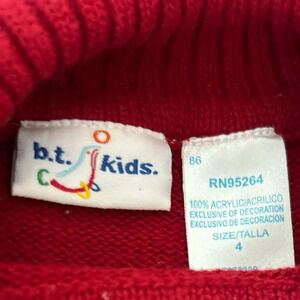 b.t. kids.
86
RN95264
100% ACRYLIC/ACRILICO
EXCLUSIVE OF DECORATION
EXCLUSIVO DE DECORACION
SIZE/TALLA
4